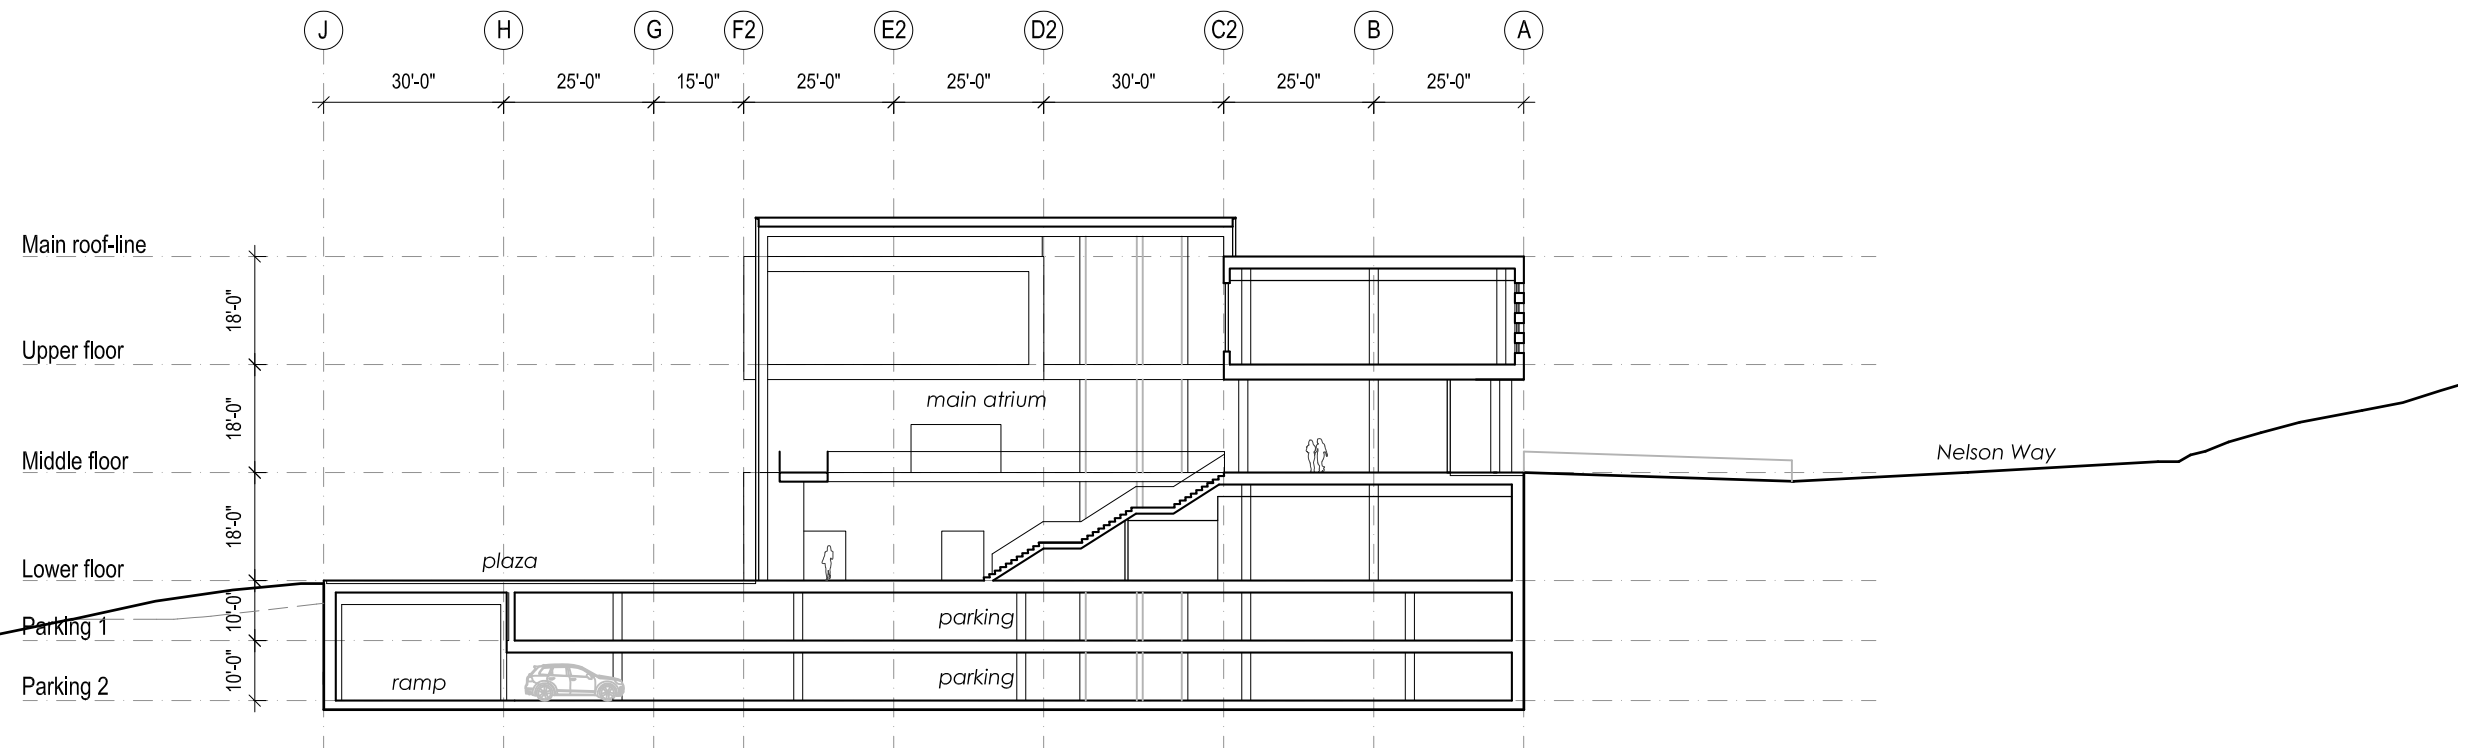 J H G F2 E2 D2 C2 B A
30'-0" 25'-0" 15'-0" 25'-0" 25'-0" 30'-0" 25'-0" 25'-0"
Main roof-line
18'-0"
Upper floor
18'-0"
main atrium
Middle floor
Nelson Way
18'-0"
plaza
Lower floor
10'-0"
parking
Parking 1
10'-0"
parking
ramp
Parking 2